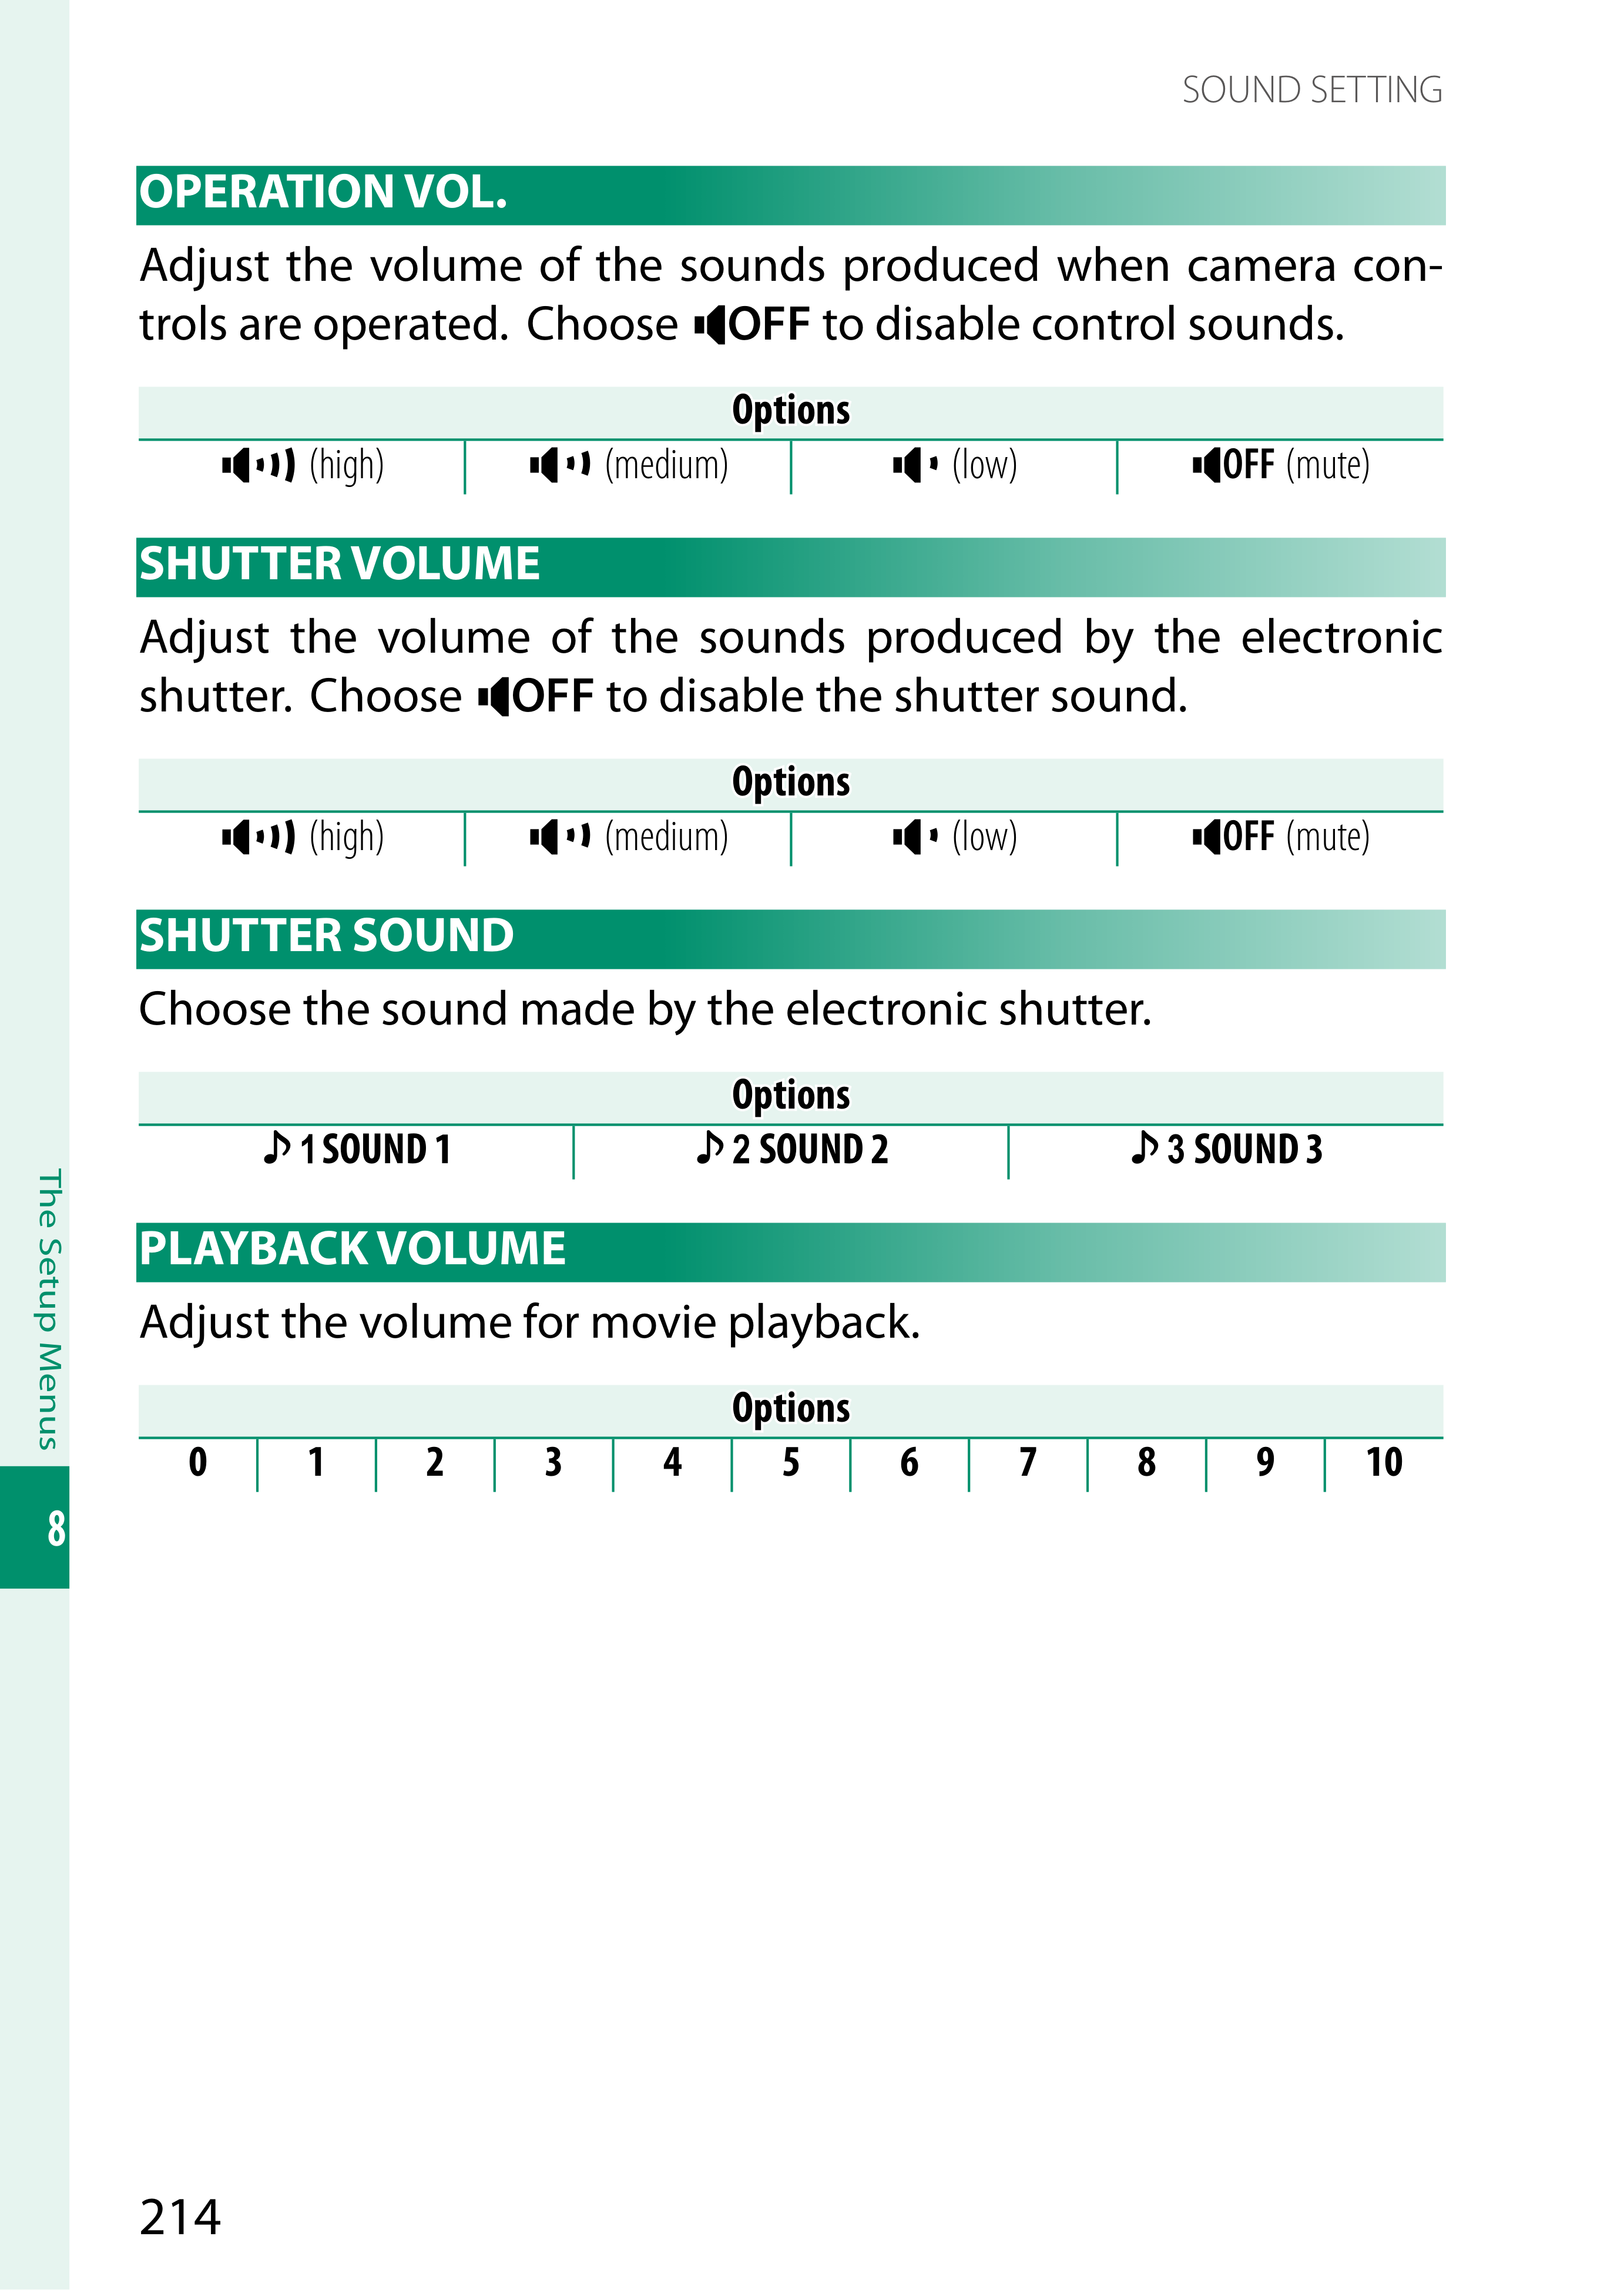 SOUND SETTING
OPERATION VOL.
Adjust the volume of the sounds produced when camera con-
trols are operated. Choose OFF to disable control sounds.
Options
(high) (medium) (low) OFF (mute)
SHUTTER VOLUME
Adjust the volume of the sounds produced by the electronic
shutter. Choose OFF to disable the shutter sound.
Options
(high) (medium) (low) OFF (mute)
SHUTTER SOUND
Choose the sound made by the electronic shutter.
Options
♪ 1 SOUND 1 ♪ 2 SOUND 2 ♪ 3 SOUND 3
PLAYBACK VOLUME
Adjust the volume for movie playback.
Options
0 1 2 3 4 5 6 7 8 9 10
The Setup Menus
8
214